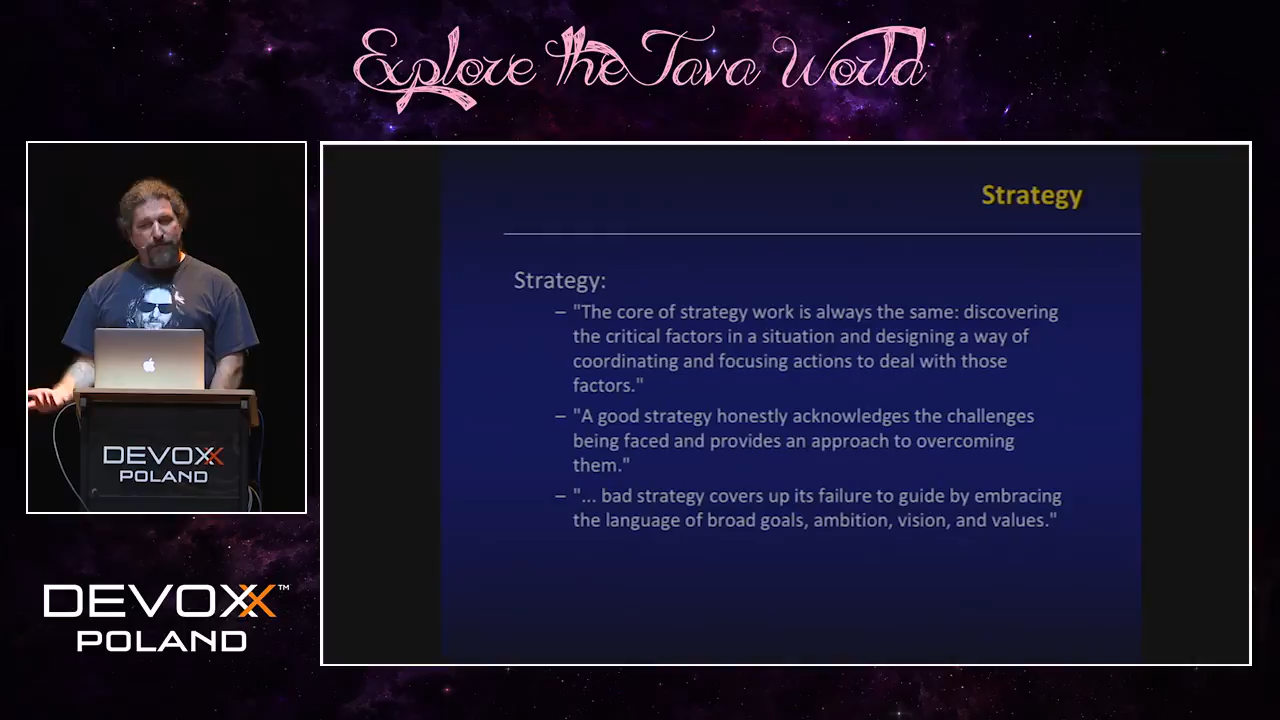 Explore the Java World
Strategy
Strategy:
– "The core of strategy work is always the same: discovering
the critical factors in a situation and designing a way of
coordinating and focusing actions to deal with those
factors."
– "A good strategy honestly acknowledges the challenges
being faced and provides an approach to overcoming
them."
– "... bad strategy covers up its failure to guide by embracing
the language of broad goals, ambition, vision, and values."
DEVOXX
POLAND
DEVOXX™
POLAND